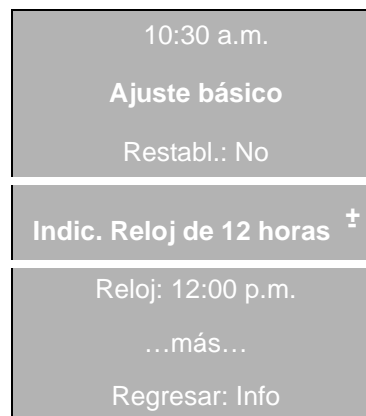 10:30 a.m.
Ajuste básico
Restabl.: No
Indic. Reloj de 12 horas ±
Reloj: 12:00 p.m.
…más…
Regresar: Info